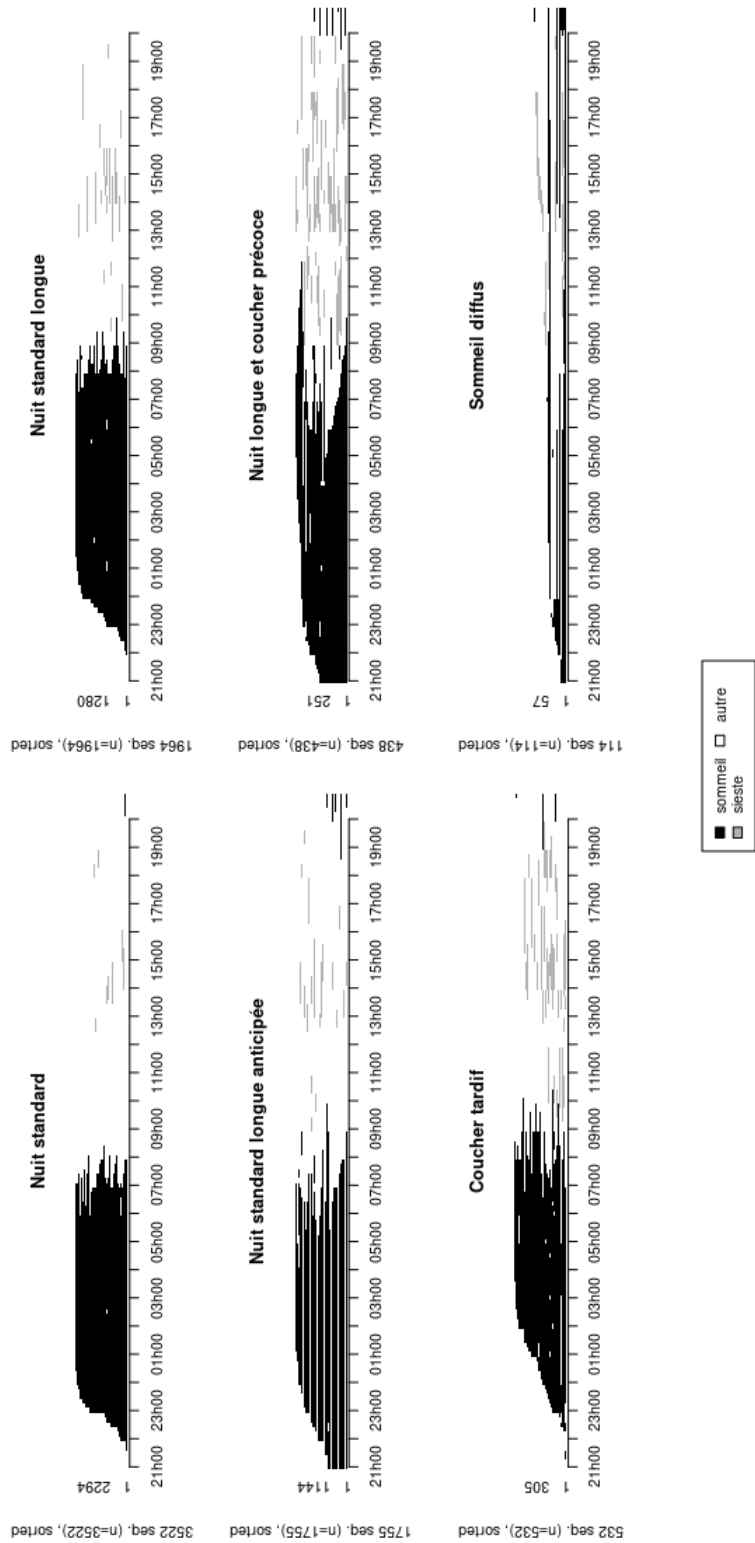 Nuit standard
3522 seq. (n=3522), sorted
2294
1
21h00 23h00 01h00 03h00 05h00 07h00 09h00 11h00 13h00 15h00 17h00 19h00
Nuit standard longue
1964 seq. (n=1964), sorted
1280
1
21h00 23h00 01h00 03h00 05h00 07h00 09h00 11h00 13h00 15h00 17h00 19h00
Nuit standard longue anticipée
1755 seq. (n=1755), sorted
1144
1
21h00 23h00 01h00 03h00 05h00 07h00 09h00 11h00 13h00 15h00 17h00 19h00
Nuit longue et coucher précoce
438 seq. (n=438), sorted
251
1
21h00 23h00 01h00 03h00 05h00 07h00 09h00 11h00 13h00 15h00 17h00 19h00
Coucher tardif
532 seq. (n=532), sorted
305
1
21h00 23h00 01h00 03h00 05h00 07h00 09h00 11h00 13h00 15h00 17h00 19h00
Sommeil diffus
114 seq. (n=114), sorted
57
1
21h00 23h00 01h00 03h00 05h00 07h00 09h00 11h00 13h00 15h00 17h00 19h00
sommeil autre
sieste